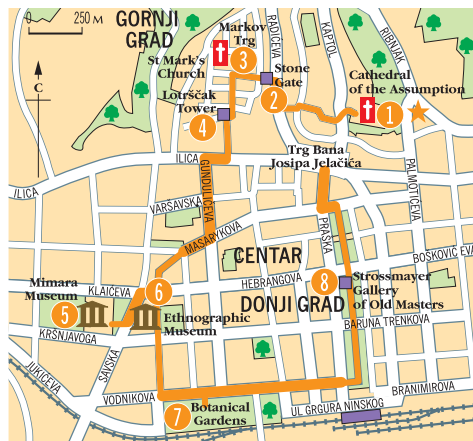 0 250 M
GORNJI
GRAD
Markov
Trg
RADIĆEVA
KAPTOL
RIBNJAK
St Mark's
Church
3
Stone
Gate
2
Cathedral
of the Assumption
1
C
Lotrščak
Tower
4
ILICA
ILICA
GUNDULIĆEVA
Trg Bana
Josipa Jelačića
PALMOTIĆEVA
VARŠAVSKA
MASARYKOVA
PRAŠKA
CENTAR
BOŠKOVIĆ EVA
Mimara
Museum
KLAIĆEVA
6
HEBRANGOVA
8
Strossmayer
Gallery
of Old Masters
5
Ethnographic
Museum
DONJI GRAD
KRŠNJAVOGA
BARUNA TRENKOVA
SAVSKA
JUKIĆEVA
VODNIKOVA
7
Botanical
Gardens
BRANIMIROVA
UL GRGURA NINSKOG